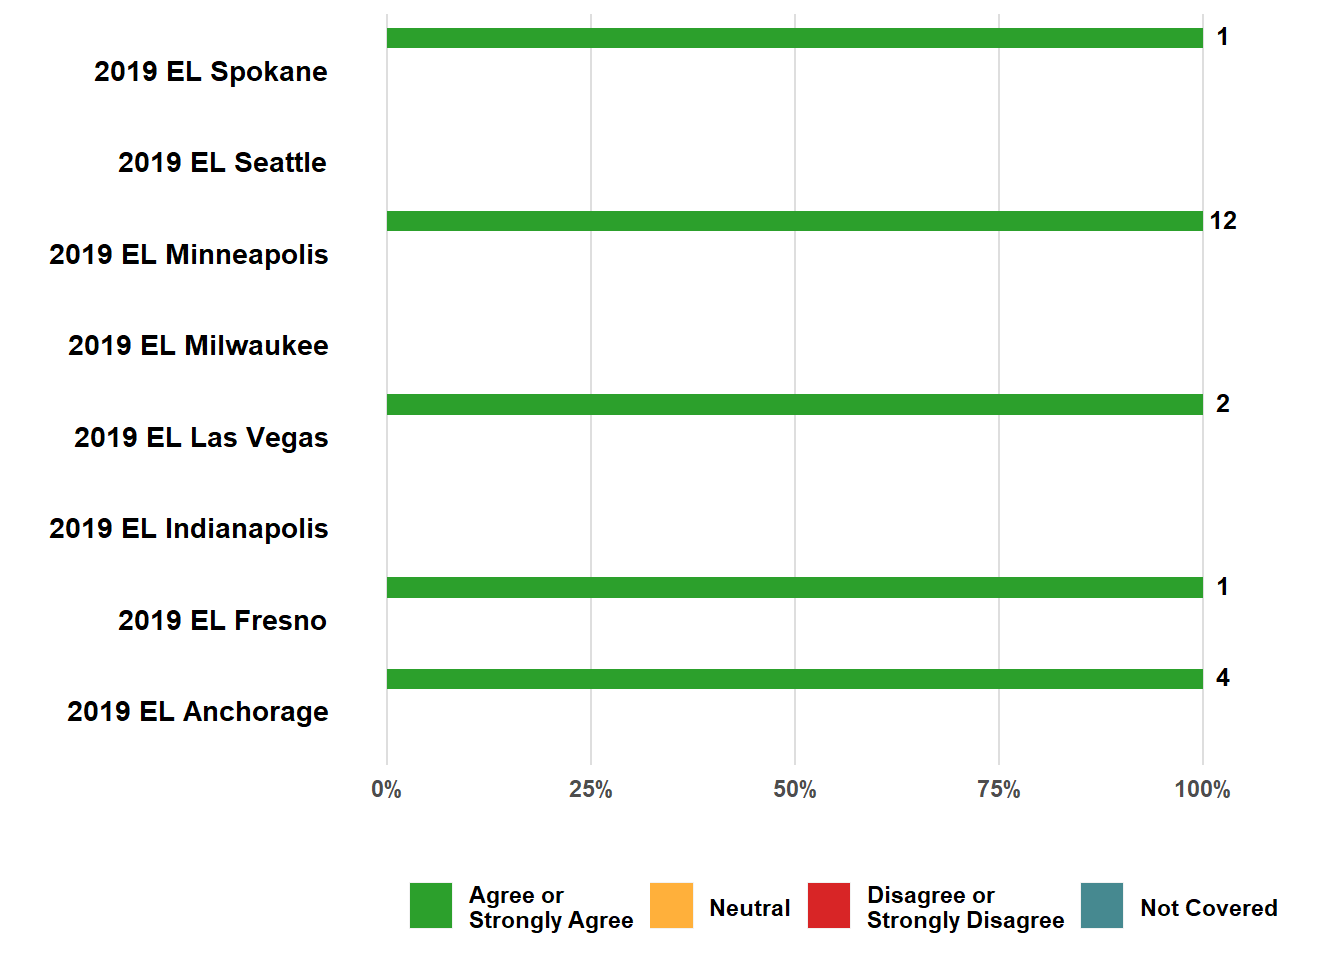 1
2019 EL Spokane
2019 EL Seattle
12
2019 EL Minneapolis
2019 EL Milwaukee
2
2019 EL Las Vegas
2019 EL Indianapolis
1
2019 EL Fresno
4
2019 EL Anchorage
0% 25% 50% 75% 100%
Agree or
Strongly Agree
Neutral
Disagree or
Strongly Disagree
Not Covered